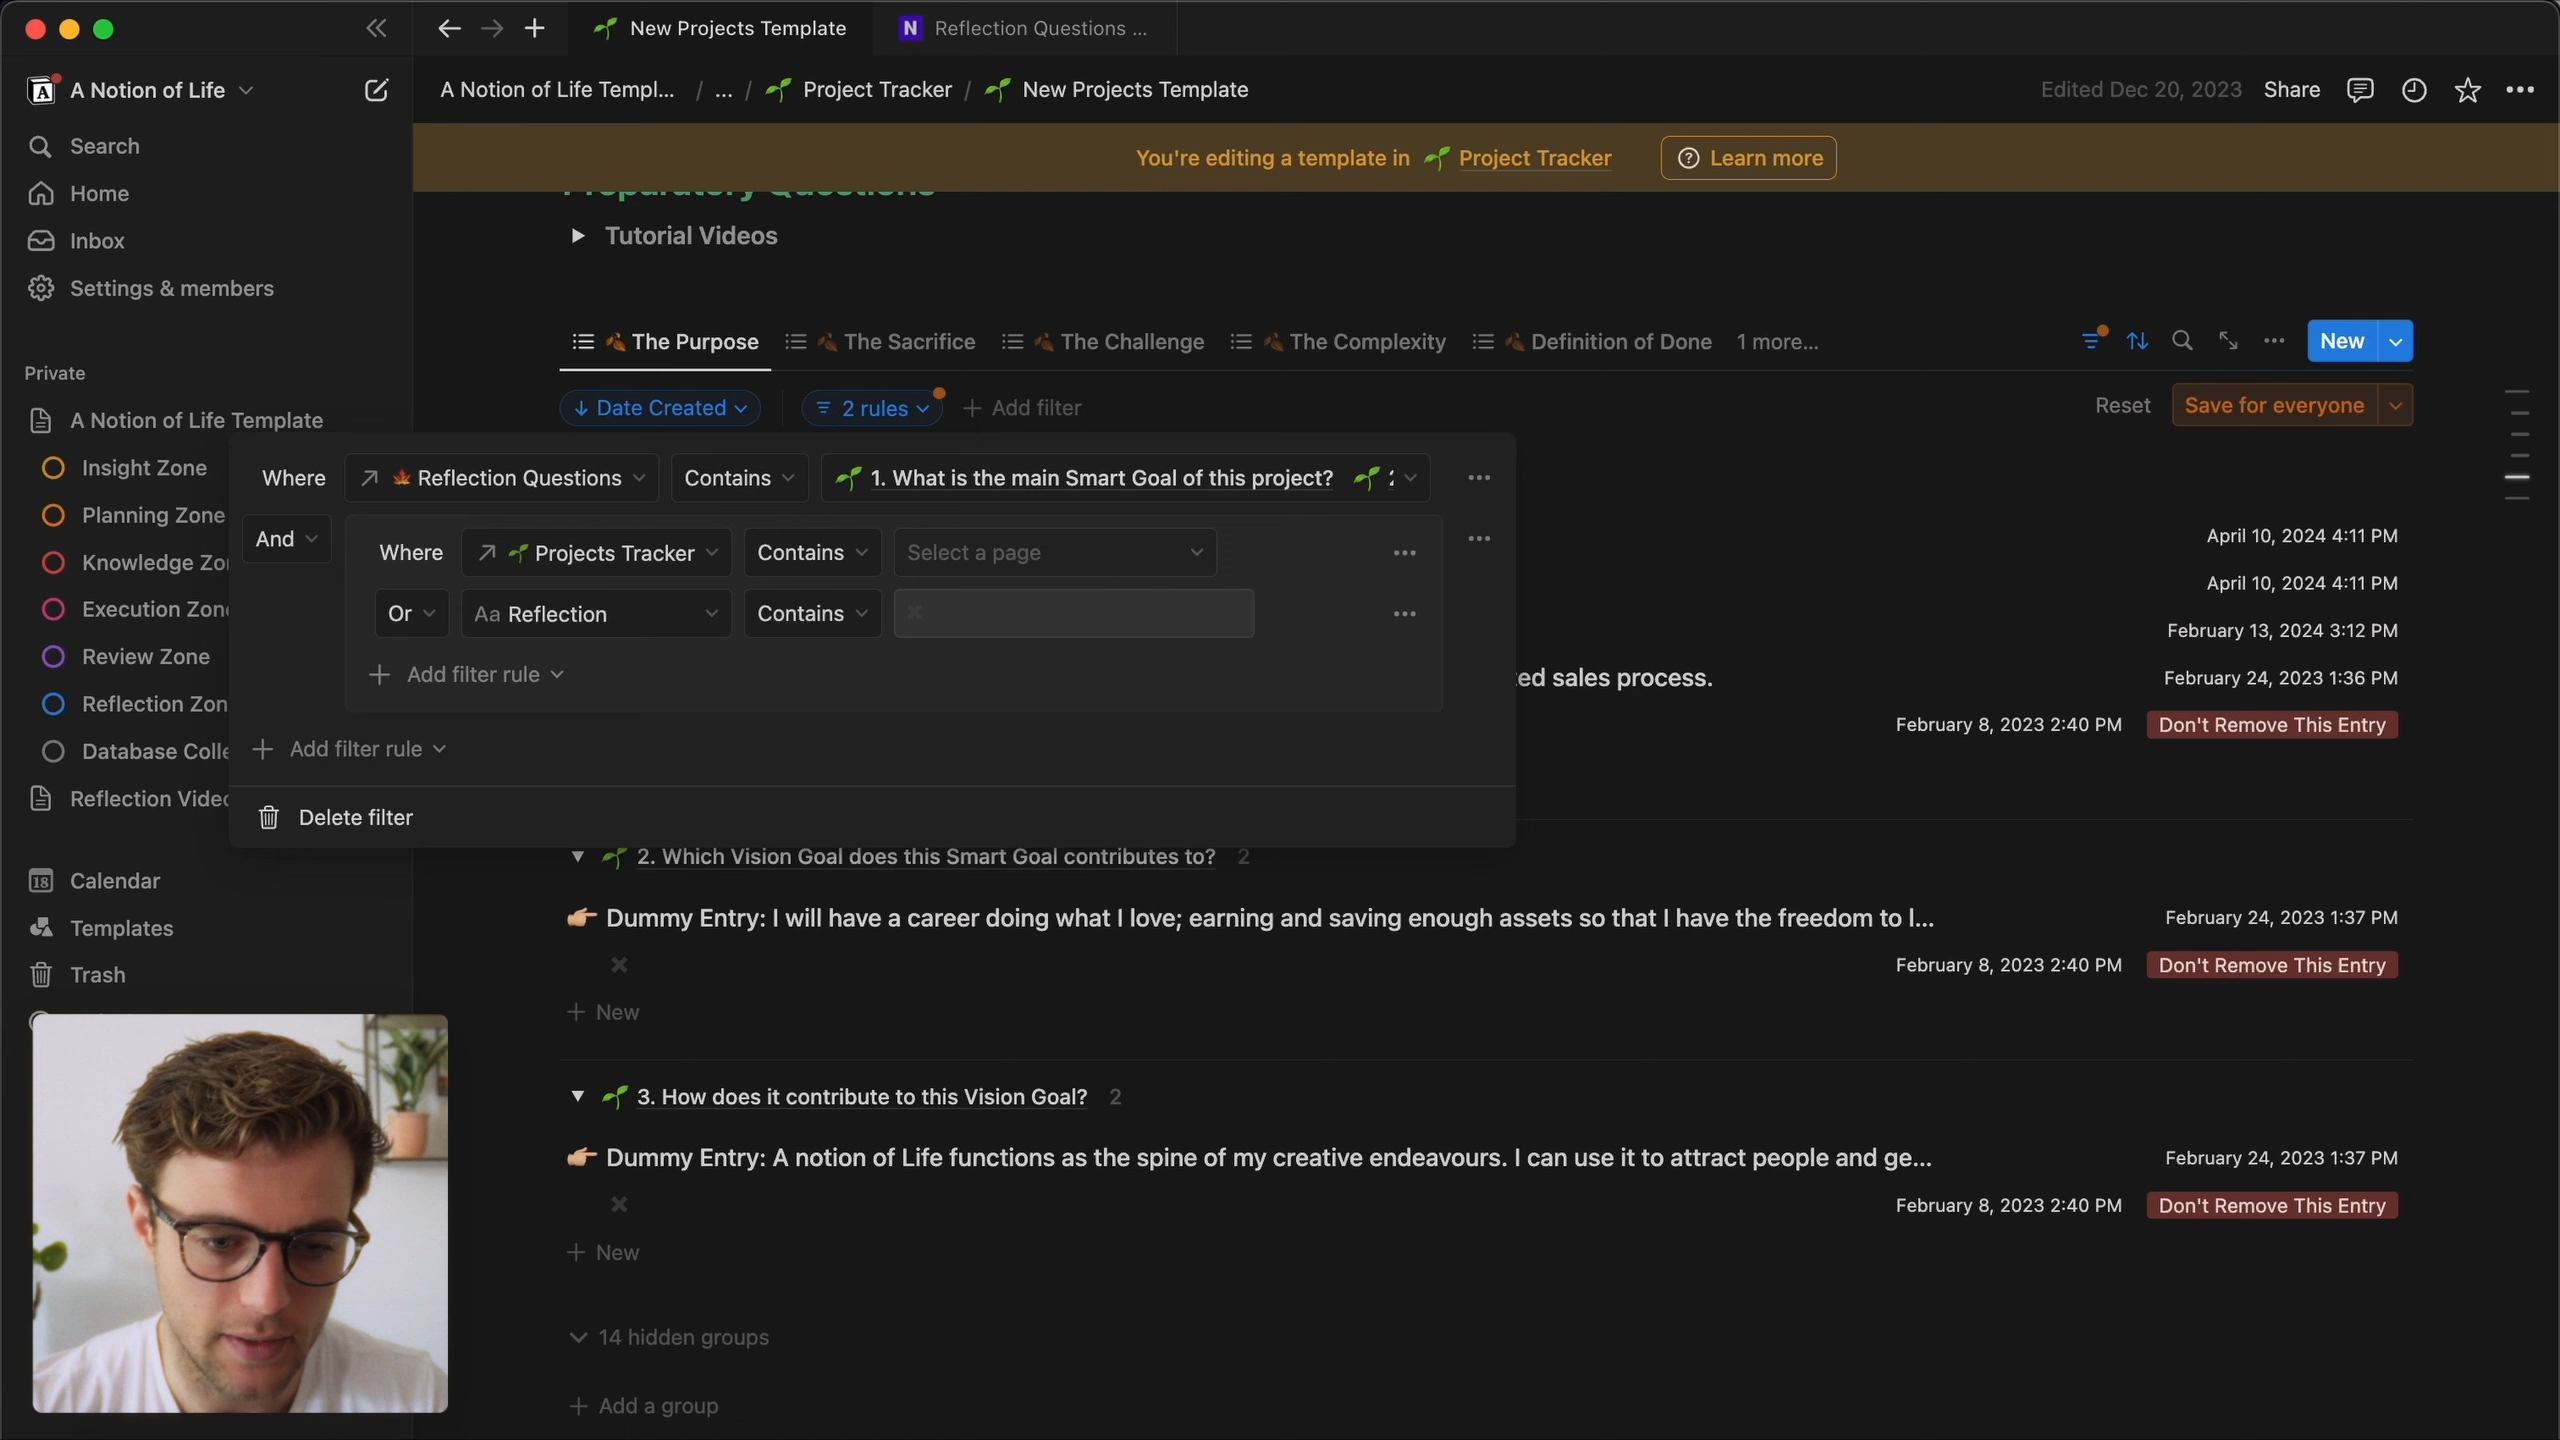 New Projects Template
N Reflection Questions ...
A Notion of Life
A Notion of Life Templ... / ... / Project Tracker / New Projects Template
Edited Dec 20, 2023 Share
You're editing a template in Project Tracker
Learn more
Search
Home
Inbox
Settings & members
Private
A Notion of Life Template
Insight Zone
Planning Zone
Knowledge Zo
Execution Zone
Review Zone
Reflection Zon
Database Colle
Reflection Video
18 Calendar
Templates
Trash
Preparatory Questions
Tutorial Videos
The Purpose The Sacrifice The Challenge The Complexity Definition of Done 1 more...
New
Date Created 2 rules + Add filter
Reset Save for everyone
Where Reflection Questions Contains 1. What is the main Smart Goal of this project?
And Where Projects Tracker Contains Select a page
Or Aa Reflection Contains ✖
+ Add filter rule
+ Add filter rule
Delete filter
April 10, 2024 4:11 PM
April 10, 2024 4:11 PM
February 13, 2024 3:12 PM
ed sales process. February 24, 2023 1:36 PM
February 8, 2023 2:40 PM Don't Remove This Entry
2. Which Vision Goal does this Smart Goal contributes to? 2
Dummy Entry: I will have a career doing what I love; earning and saving enough assets so that I have the freedom to l... February 24, 2023 1:37 PM
✖ February 8, 2023 2:40 PM Don't Remove This Entry
+ New
3. How does it contribute to this Vision Goal? 2
Dummy Entry: A notion of Life functions as the spine of my creative endeavours. I can use it to attract people and ge... February 24, 2023 1:37 PM
✖ February 8, 2023 2:40 PM Don't Remove This Entry
+ New
14 hidden groups
+ Add a group